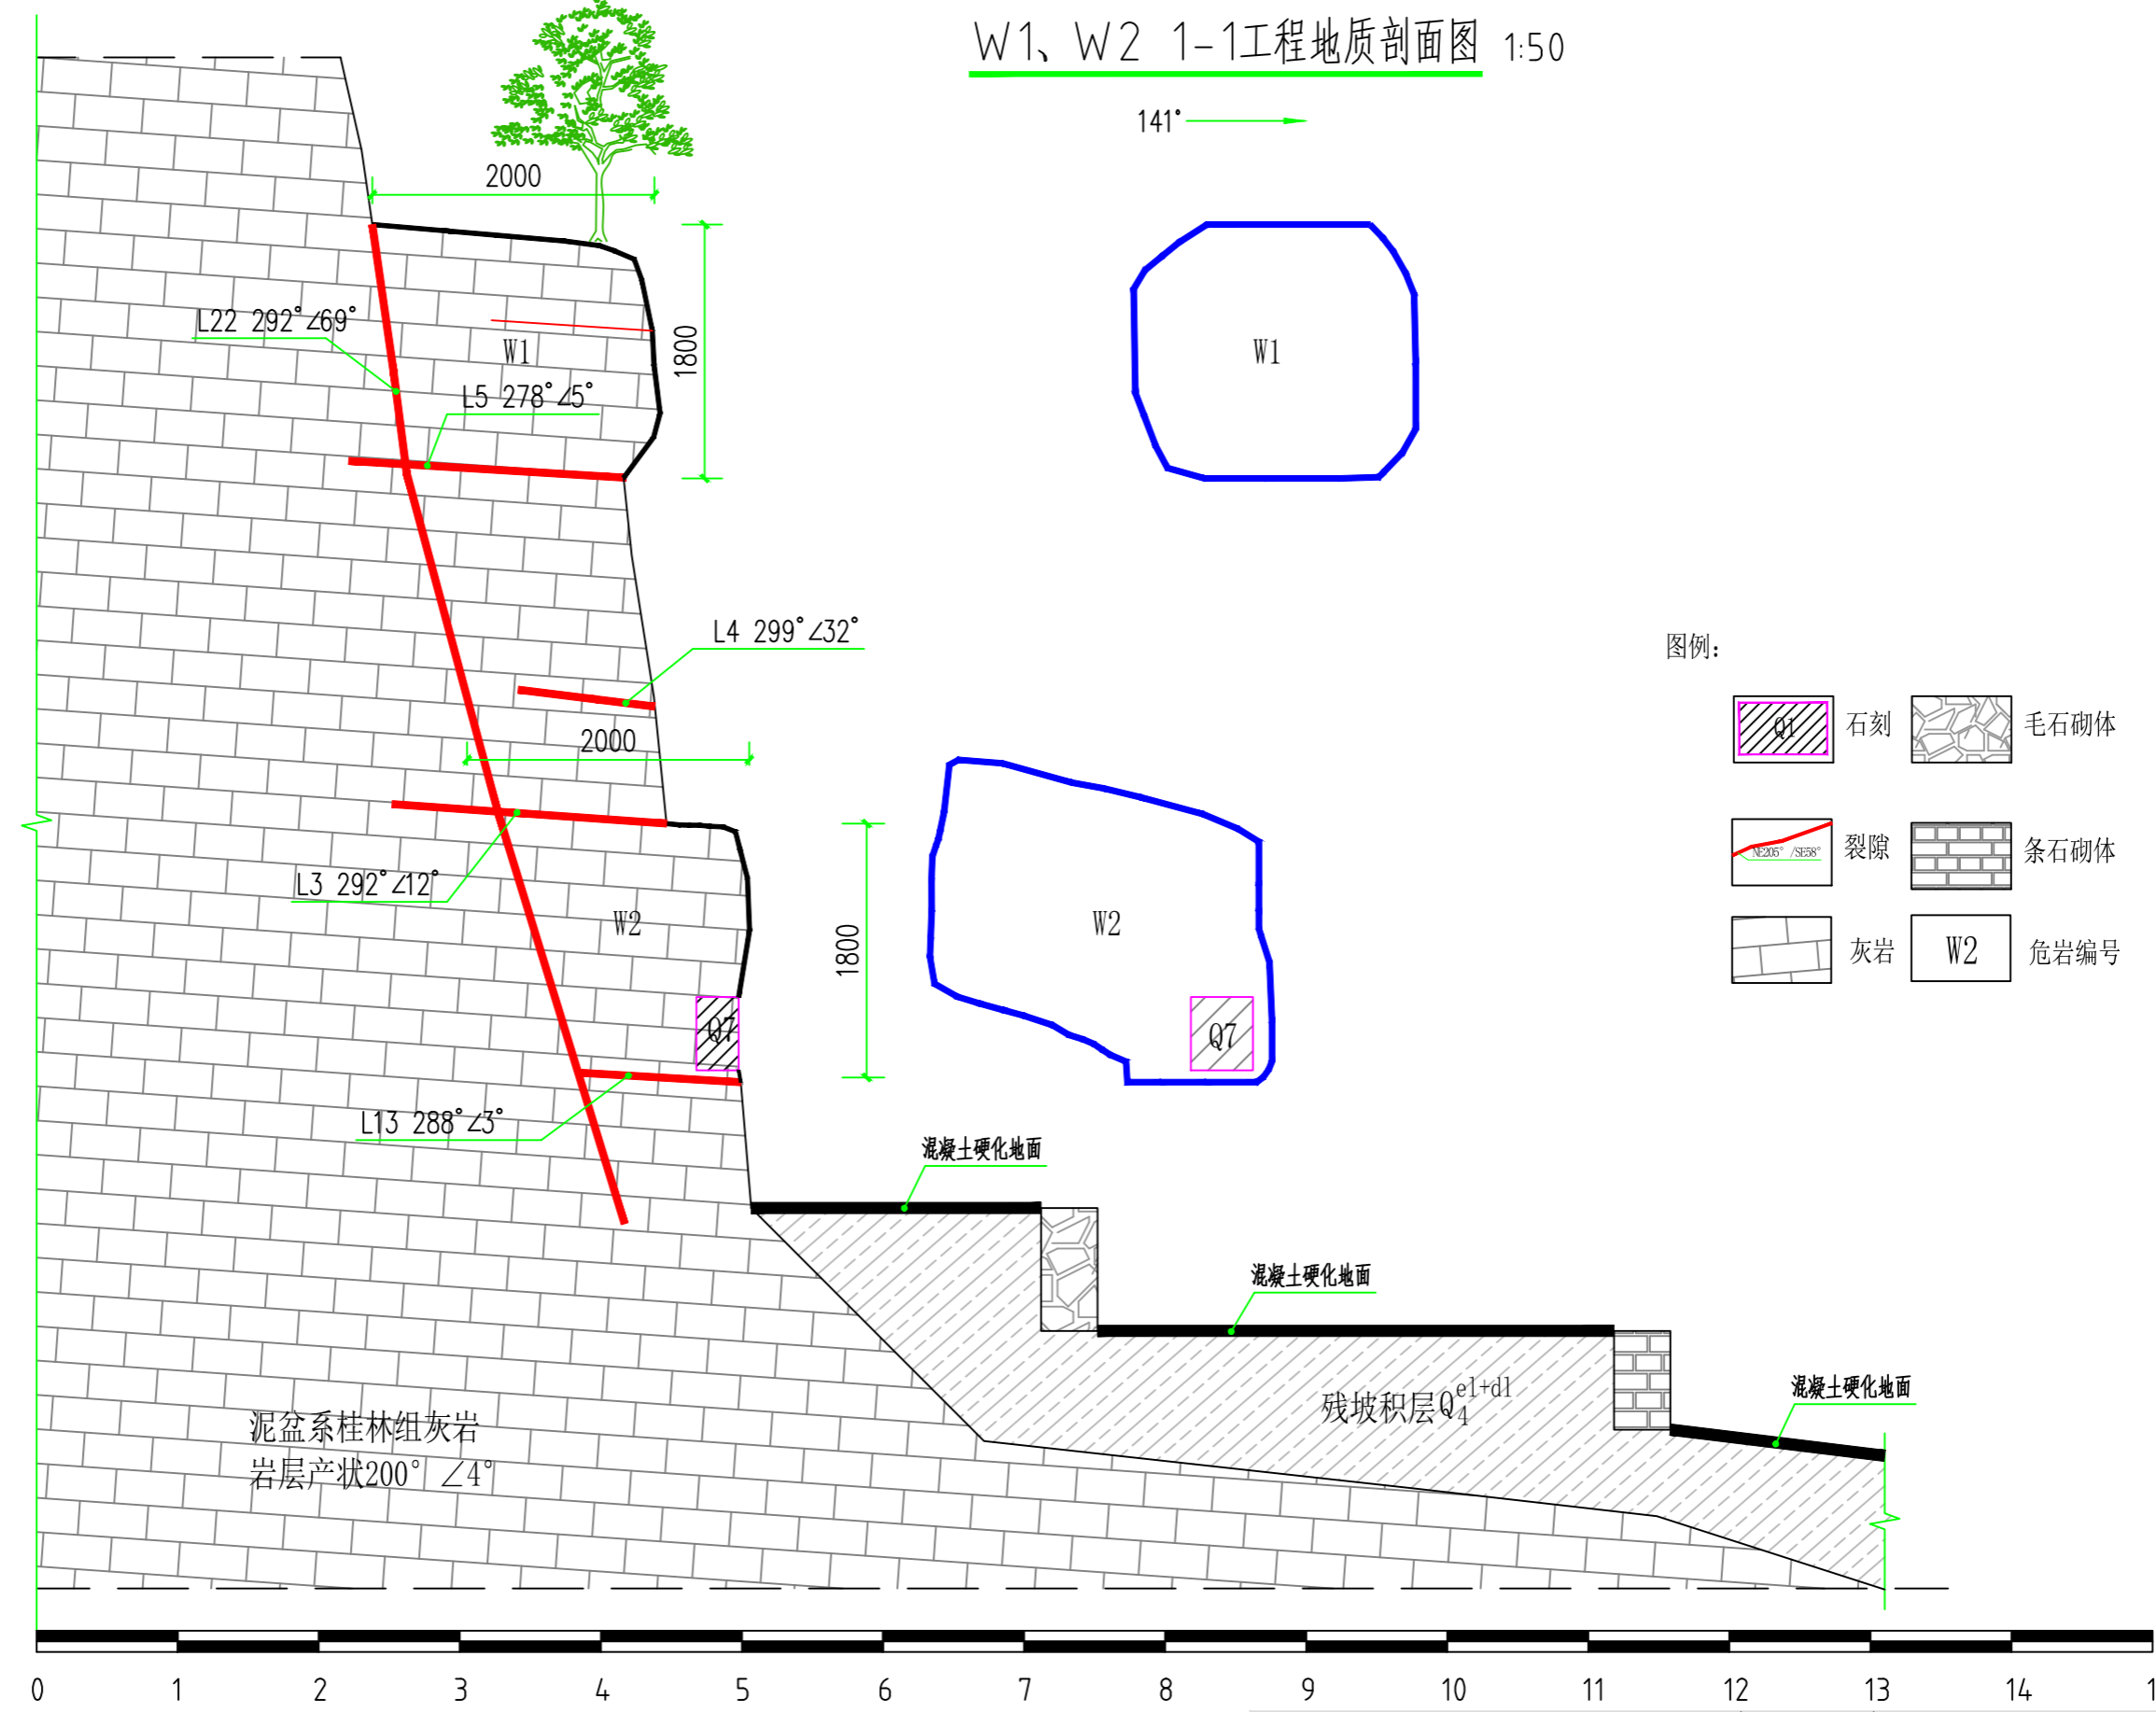 W1、W2 1-1工程地质剖面图 1:50
141°
2000
1800
L22 292°∠69°
W1
L5 278°∠5°
W1
L4 299°∠32°
2000
图例：
Q1 石刻
毛石砌体
NE205°/SE58° 裂隙
条石砌体
灰岩
W2 危岩编号
L3 292°∠12°
W2
1800
W2
Q7
Q7
L13 288°∠3°
混凝土硬化地面
混凝土硬化地面
混凝土硬化地面
残坡积层Q₄ᵉˡ⁺ᵈˡ
泥盆系桂林组灰岩
岩层产状200° ∠4°
0 1 2 3 4 5 6 7 8 9 10 11 12 13 14 1